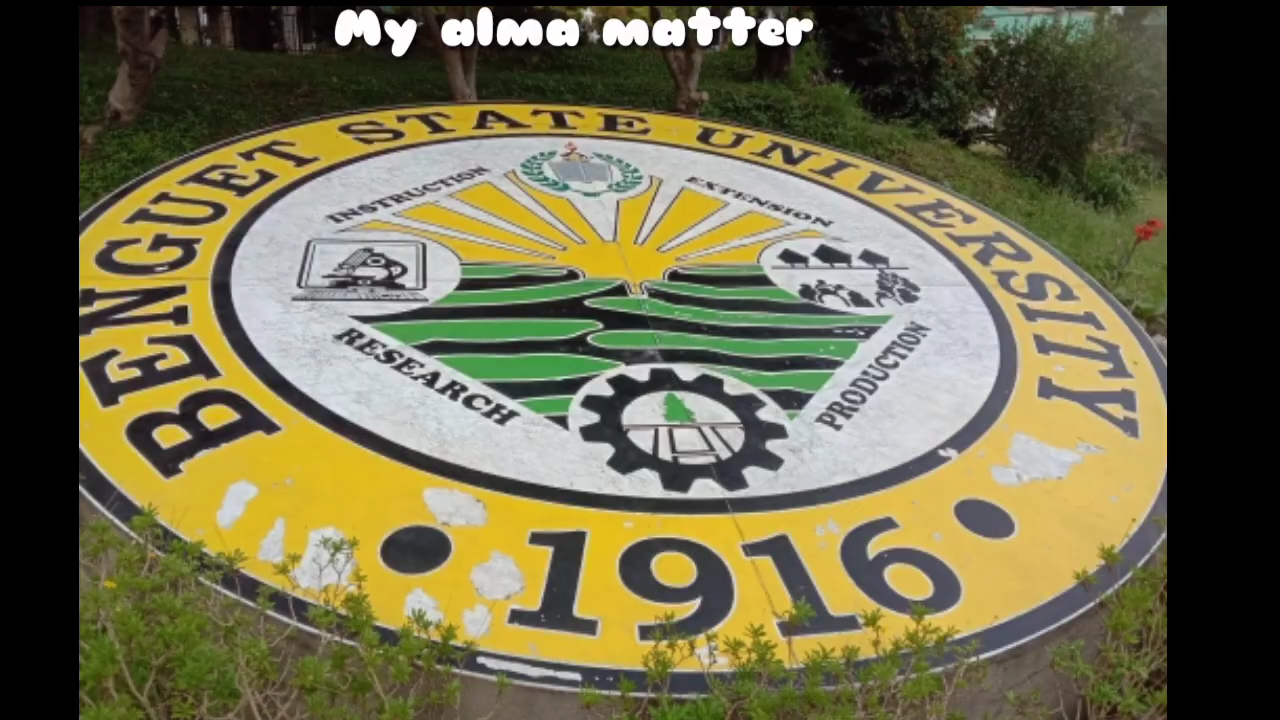 My alma matter
BENGUET STATE UNIVERSITY
INSTRUCTION
EXTENSION
RESEARCH
PRODUCTION
1916